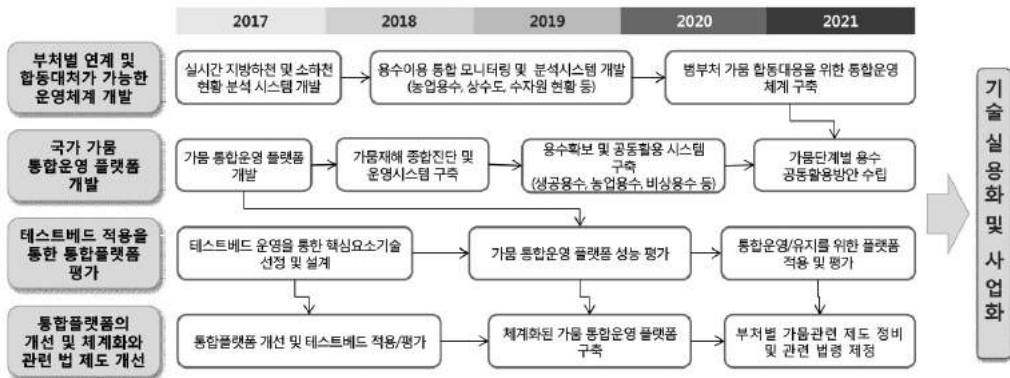 2017 2018 2019 2020 2021
부처별 연계 및
합동대처가 가능한
운영체계 개발
실시간 지방하천 및 소하천
현황 분석 시스템 개발
용수이용 통합 모니터링 및 분석시스템 개발
(농업용수, 상수도, 수자원 현황 등)
범부처 가뭄 합동대응을 위한 통합운영
체계 구축
국가 가뭄
통합운영 플랫폼
개발
가뭄 통합운영 플랫폼
개발
가뭄재해 종합진단 및
운영시스템 구축
용수확보 및 공동활용 시스템
구축
(생공용수, 농업용수, 비상용수 등)
가뭄단계별 용수
공동활용방안 수립
테스트베드 적용을
통한 통합플랫폼
평가
테스트베드 운영을 통한 핵심요소기술
선정 및 설계
가뭄 통합운영 플랫폼 성능 평가
통합운영/유지를 위한 플랫폼
적용 및 평가
통합플랫폼의
개선 및 체계화와
관련 법 제도 개선
통합플랫폼 개선 및 테스트베드 적용/평가
체계화된 가뭄 통합운영 플랫폼
구축
부처별 가뭄관련 제도 정비
및 관련 법령 제정
기술 실용화 및 사업화